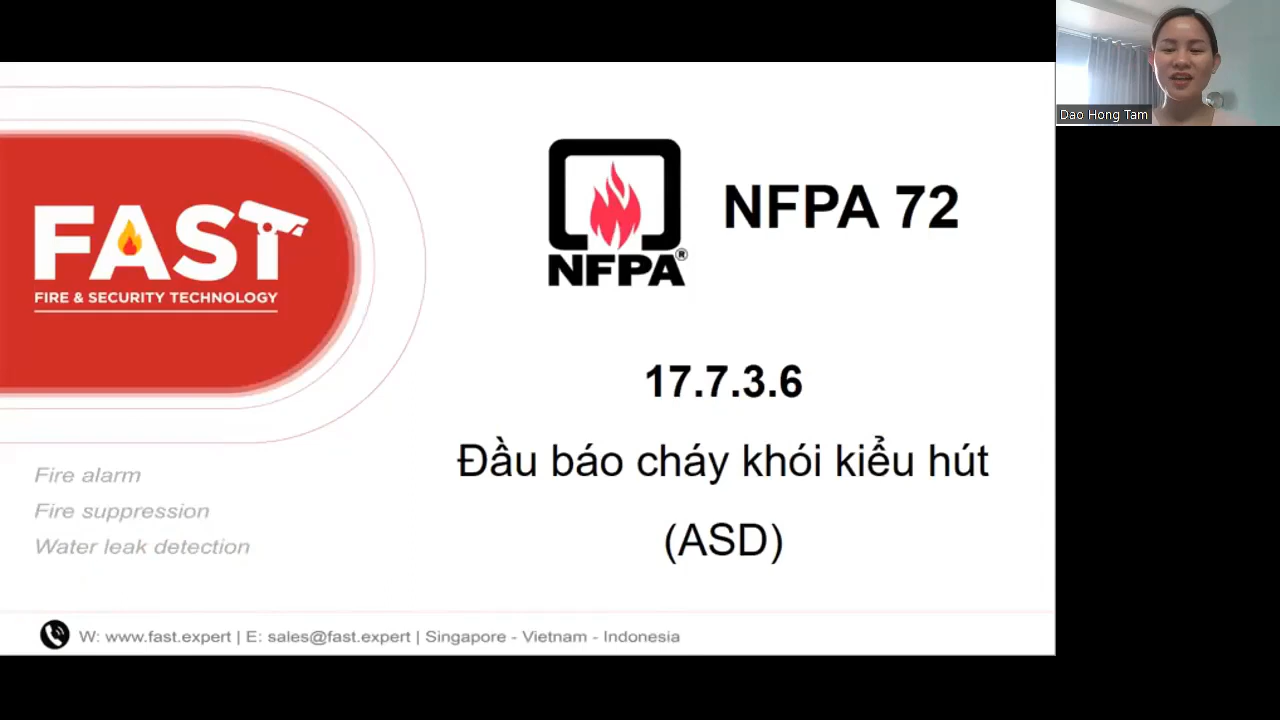 Dao Hong Tam
FAST
FIRE & SECURITY TECHNOLOGY
NFPA®
NFPA 72
17.7.3.6
Đầu báo cháy khói kiểu hút
(ASD)
Fire alarm
Fire suppression
Water leak detection
W: www.fast.expert | E: sales@fast.expert | Singapore - Vietnam - Indonesia